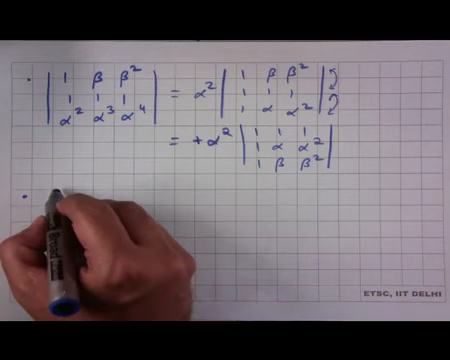 • | 1 β β² | = α² | 1 β β² |
| 1 1 1 | | 1 1 1 |
| α² α³ α⁴ | | 1 α α² |
= + α² | 1 1 1 |
| 1 α α² |
| 1 β β² |
•
ETSC, IIT DELHI